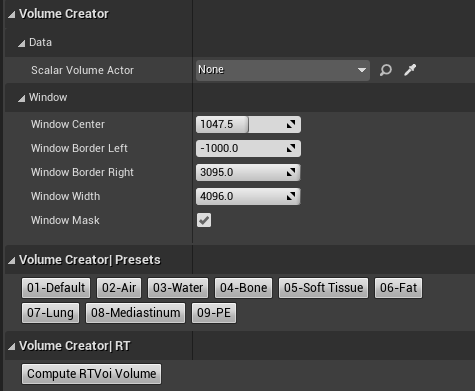 Volume Creator
Data
Scalar Volume Actor None
Window
Window Center 1047.5
Window Border Left -1000.0
Window Border Right 3095.0
Window Width 4096.0
Window Mask
Volume Creator| Presets
01-Default 02-Air 03-Water 04-Bone 05-Soft Tissue 06-Fat
07-Lung 08-Mediastinum 09-PE
Volume Creator| RT
Compute RTVoi Volume